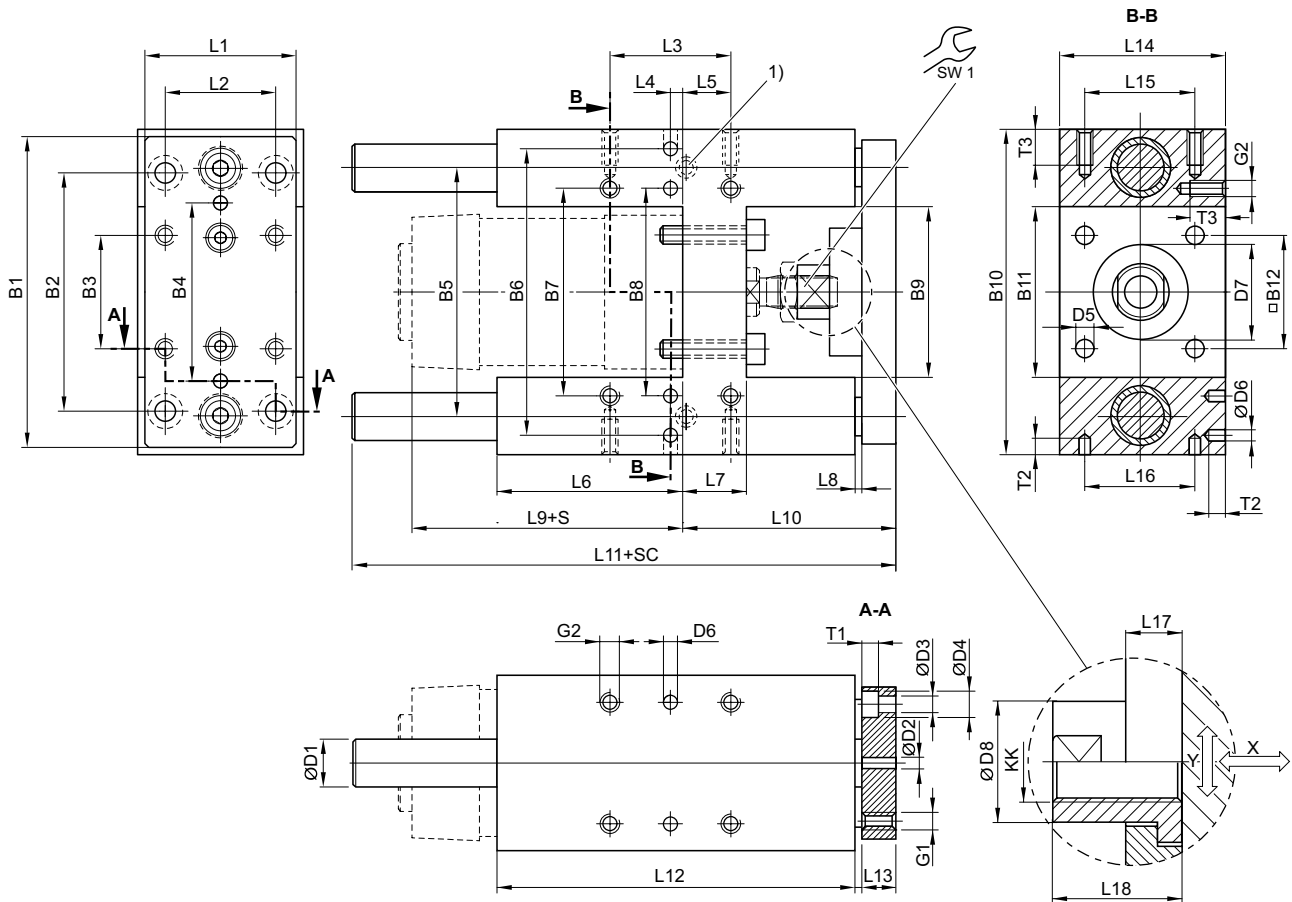 B-B
L1
L2
B1
B2
B3
B4
A
A
L3
L4
L5
1)
B
SW 1
B5
B6
B7
B8
B9
B
L6
L7
L8
L9+S
L10
L11+SC
L14
L15
T3
G2
T3
B10
B11
D7
□B12
D5
ØD6
T2
L16
T2
A-A
G2
D6
T1
ØD3
ØD4
ØD1
ØD2
G1
L12
L13
L17
ØD8
KK
Y
X
L18